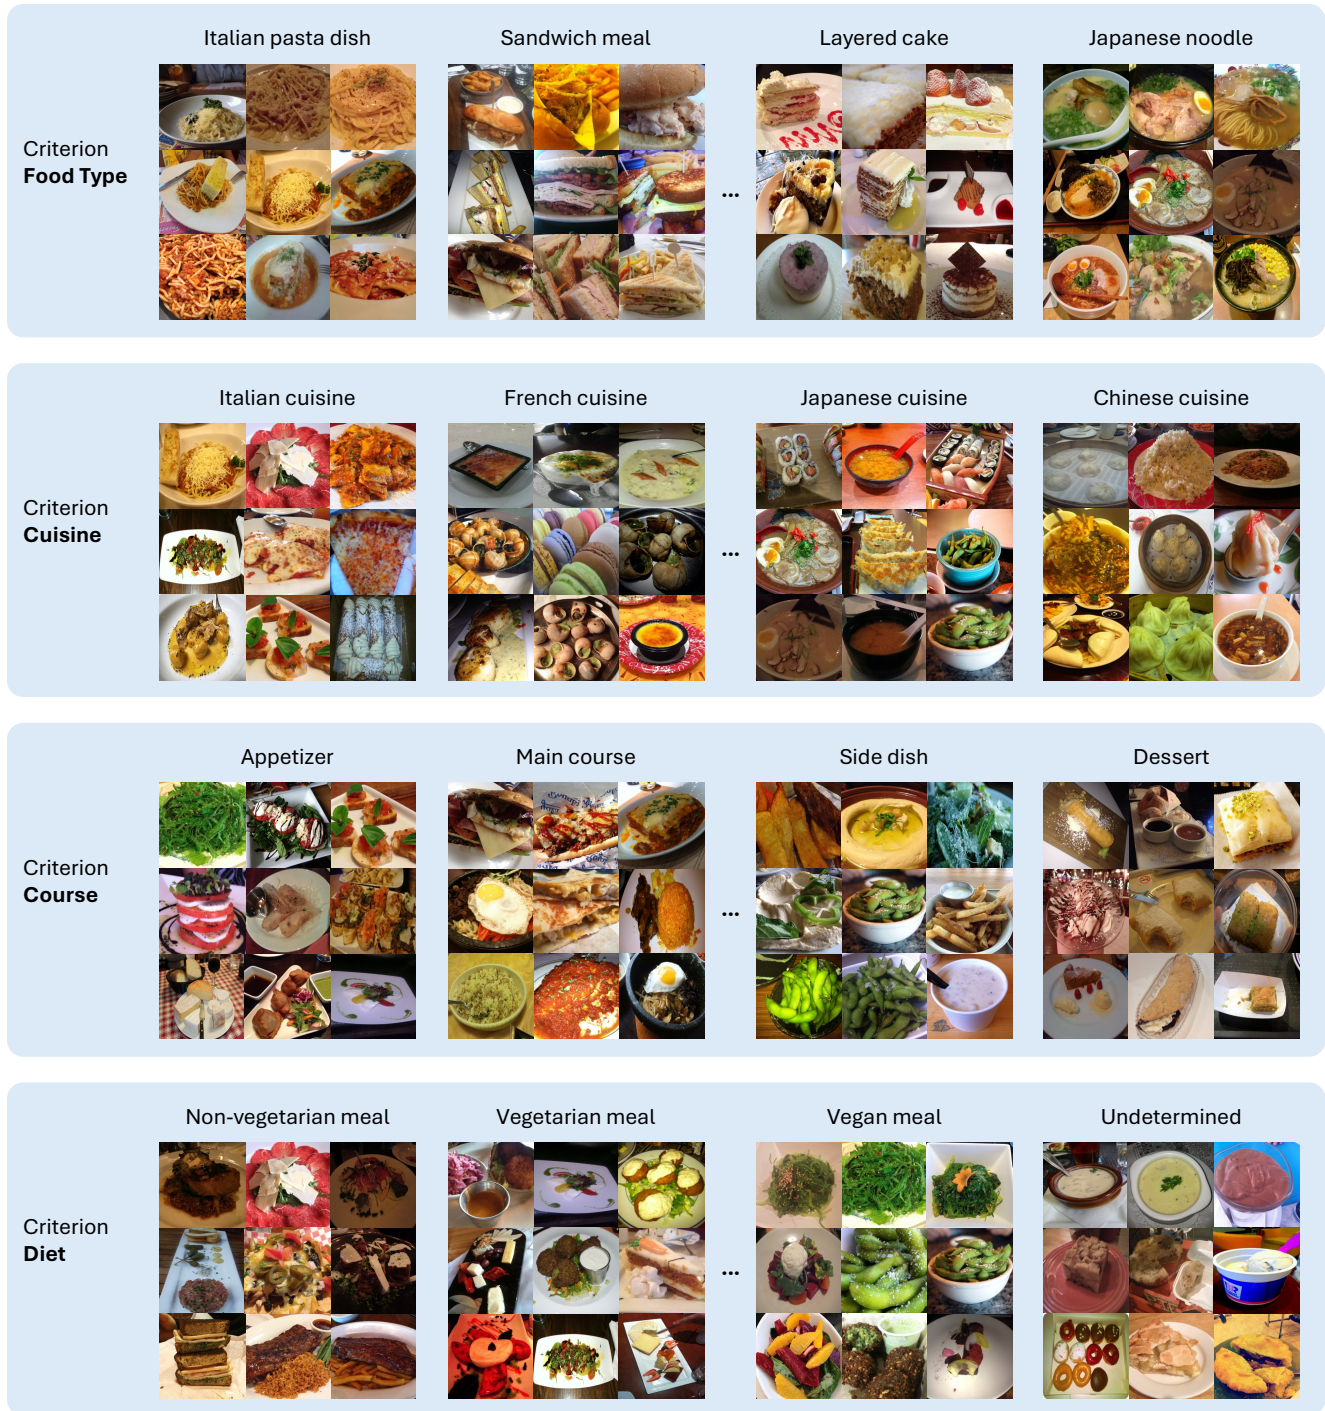 Italian pasta dish
Sandwich meal
Layered cake
Japanese noodle
Criterion
Food Type
...
Italian cuisine
French cuisine
Japanese cuisine
Chinese cuisine
Criterion
Cuisine
...
Appetizer
Main course
Side dish
Dessert
Criterion
Course
...
Non-vegetarian meal
Vegetarian meal
Vegan meal
Undetermined
Criterion
Diet
...